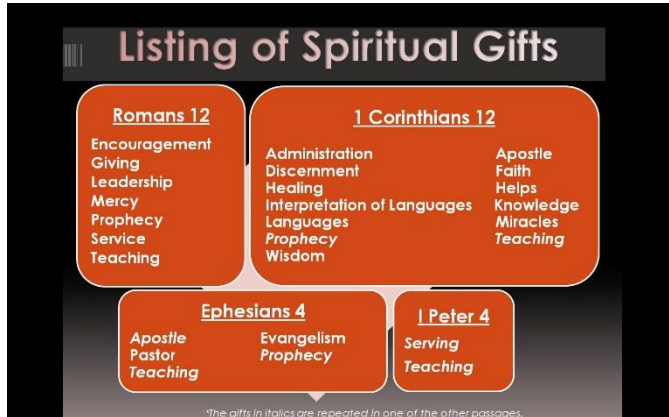 Listing of Spiritual Gifts
Romans 12
Encouragement
Giving
Leadership
Mercy
Prophecy
Service
Teaching
1 Corinthians 12
Administration
Discernment
Healing
Interpretation of Languages
Languages
Prophecy
Wisdom
Apostle
Faith
Helps
Knowledge
Miracles
Teaching
Ephesians 4
Apostle
Pastor
Teaching
Evangelism
Prophecy
I Peter 4
Serving
Teaching
*The gifts in italics are repeated in one of the other passages.